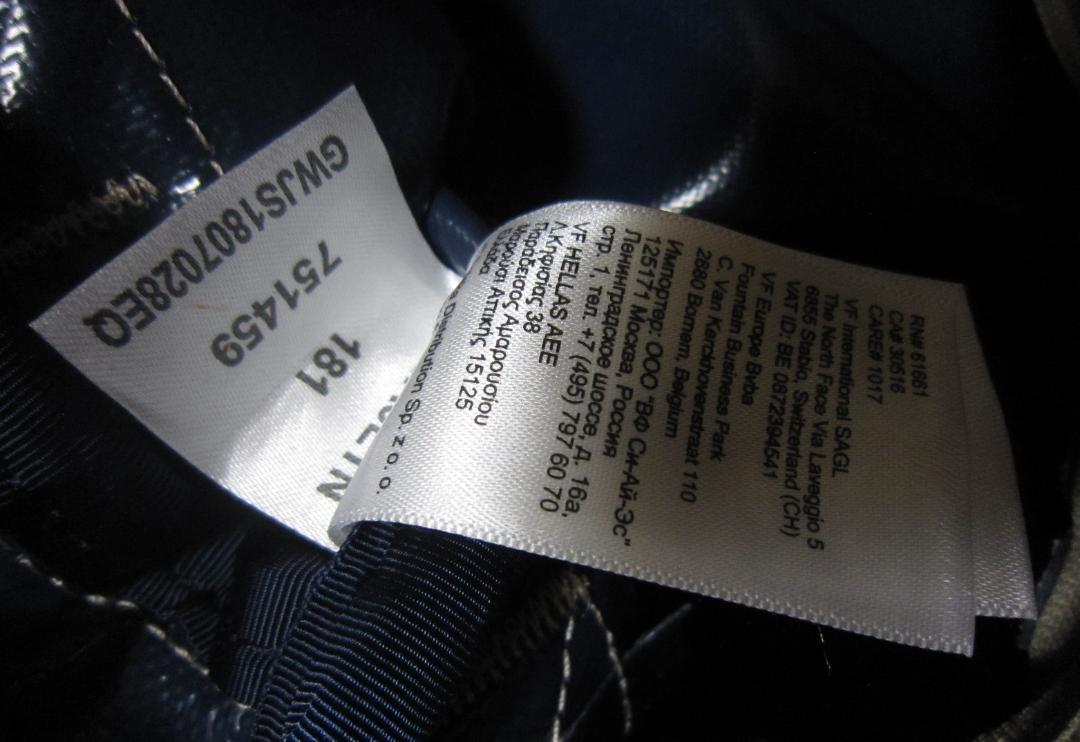 RN# 61661
CA# 30516
CARE# 1017
VF International SAGL
The North Face Via Laveggio 5
6855 Stabio, Switzerland (CH)
VAT ID: BE 0872394541
VF Europe Bvba
Fountain Business Park
C. Van Kerckhovenstraat 110
2880 Bornem, Belgium
Импортер: ООО "ВФ Си-Ай-Эс"
125171 Москва, Россия
Ленинградское шоссе, д. 16а,
стр. 1, тел. +7 (495) 797 60 70
VF HELLAS AEE
Λ.Κηφισίας 38
Παράδεισος Αμαρουσίου
Μαρούσι Αττικής 15125
Ελλάδα
Distribution Sp. z o. o.
GWJS1807028EQ
751459
181